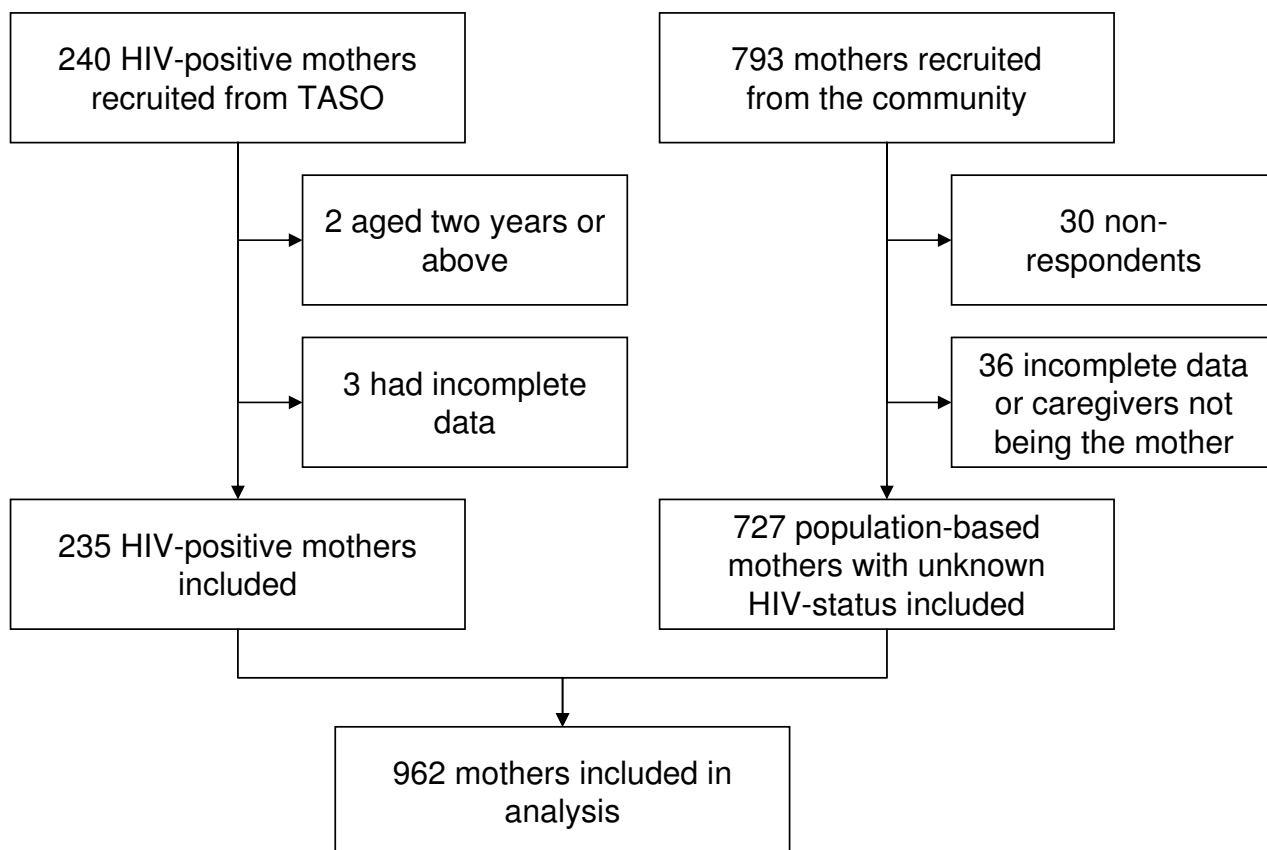 240 HIV-positive mothers
recruited from TASO
793 mothers recruited
from the community
2 aged two years or
above
30 non-
respondents
3 had incomplete
data
36 incomplete data
or caregivers not
being the mother
235 HIV-positive mothers
included
727 population-based
mothers with unknown
HIV-status included
962 mothers included in
analysis